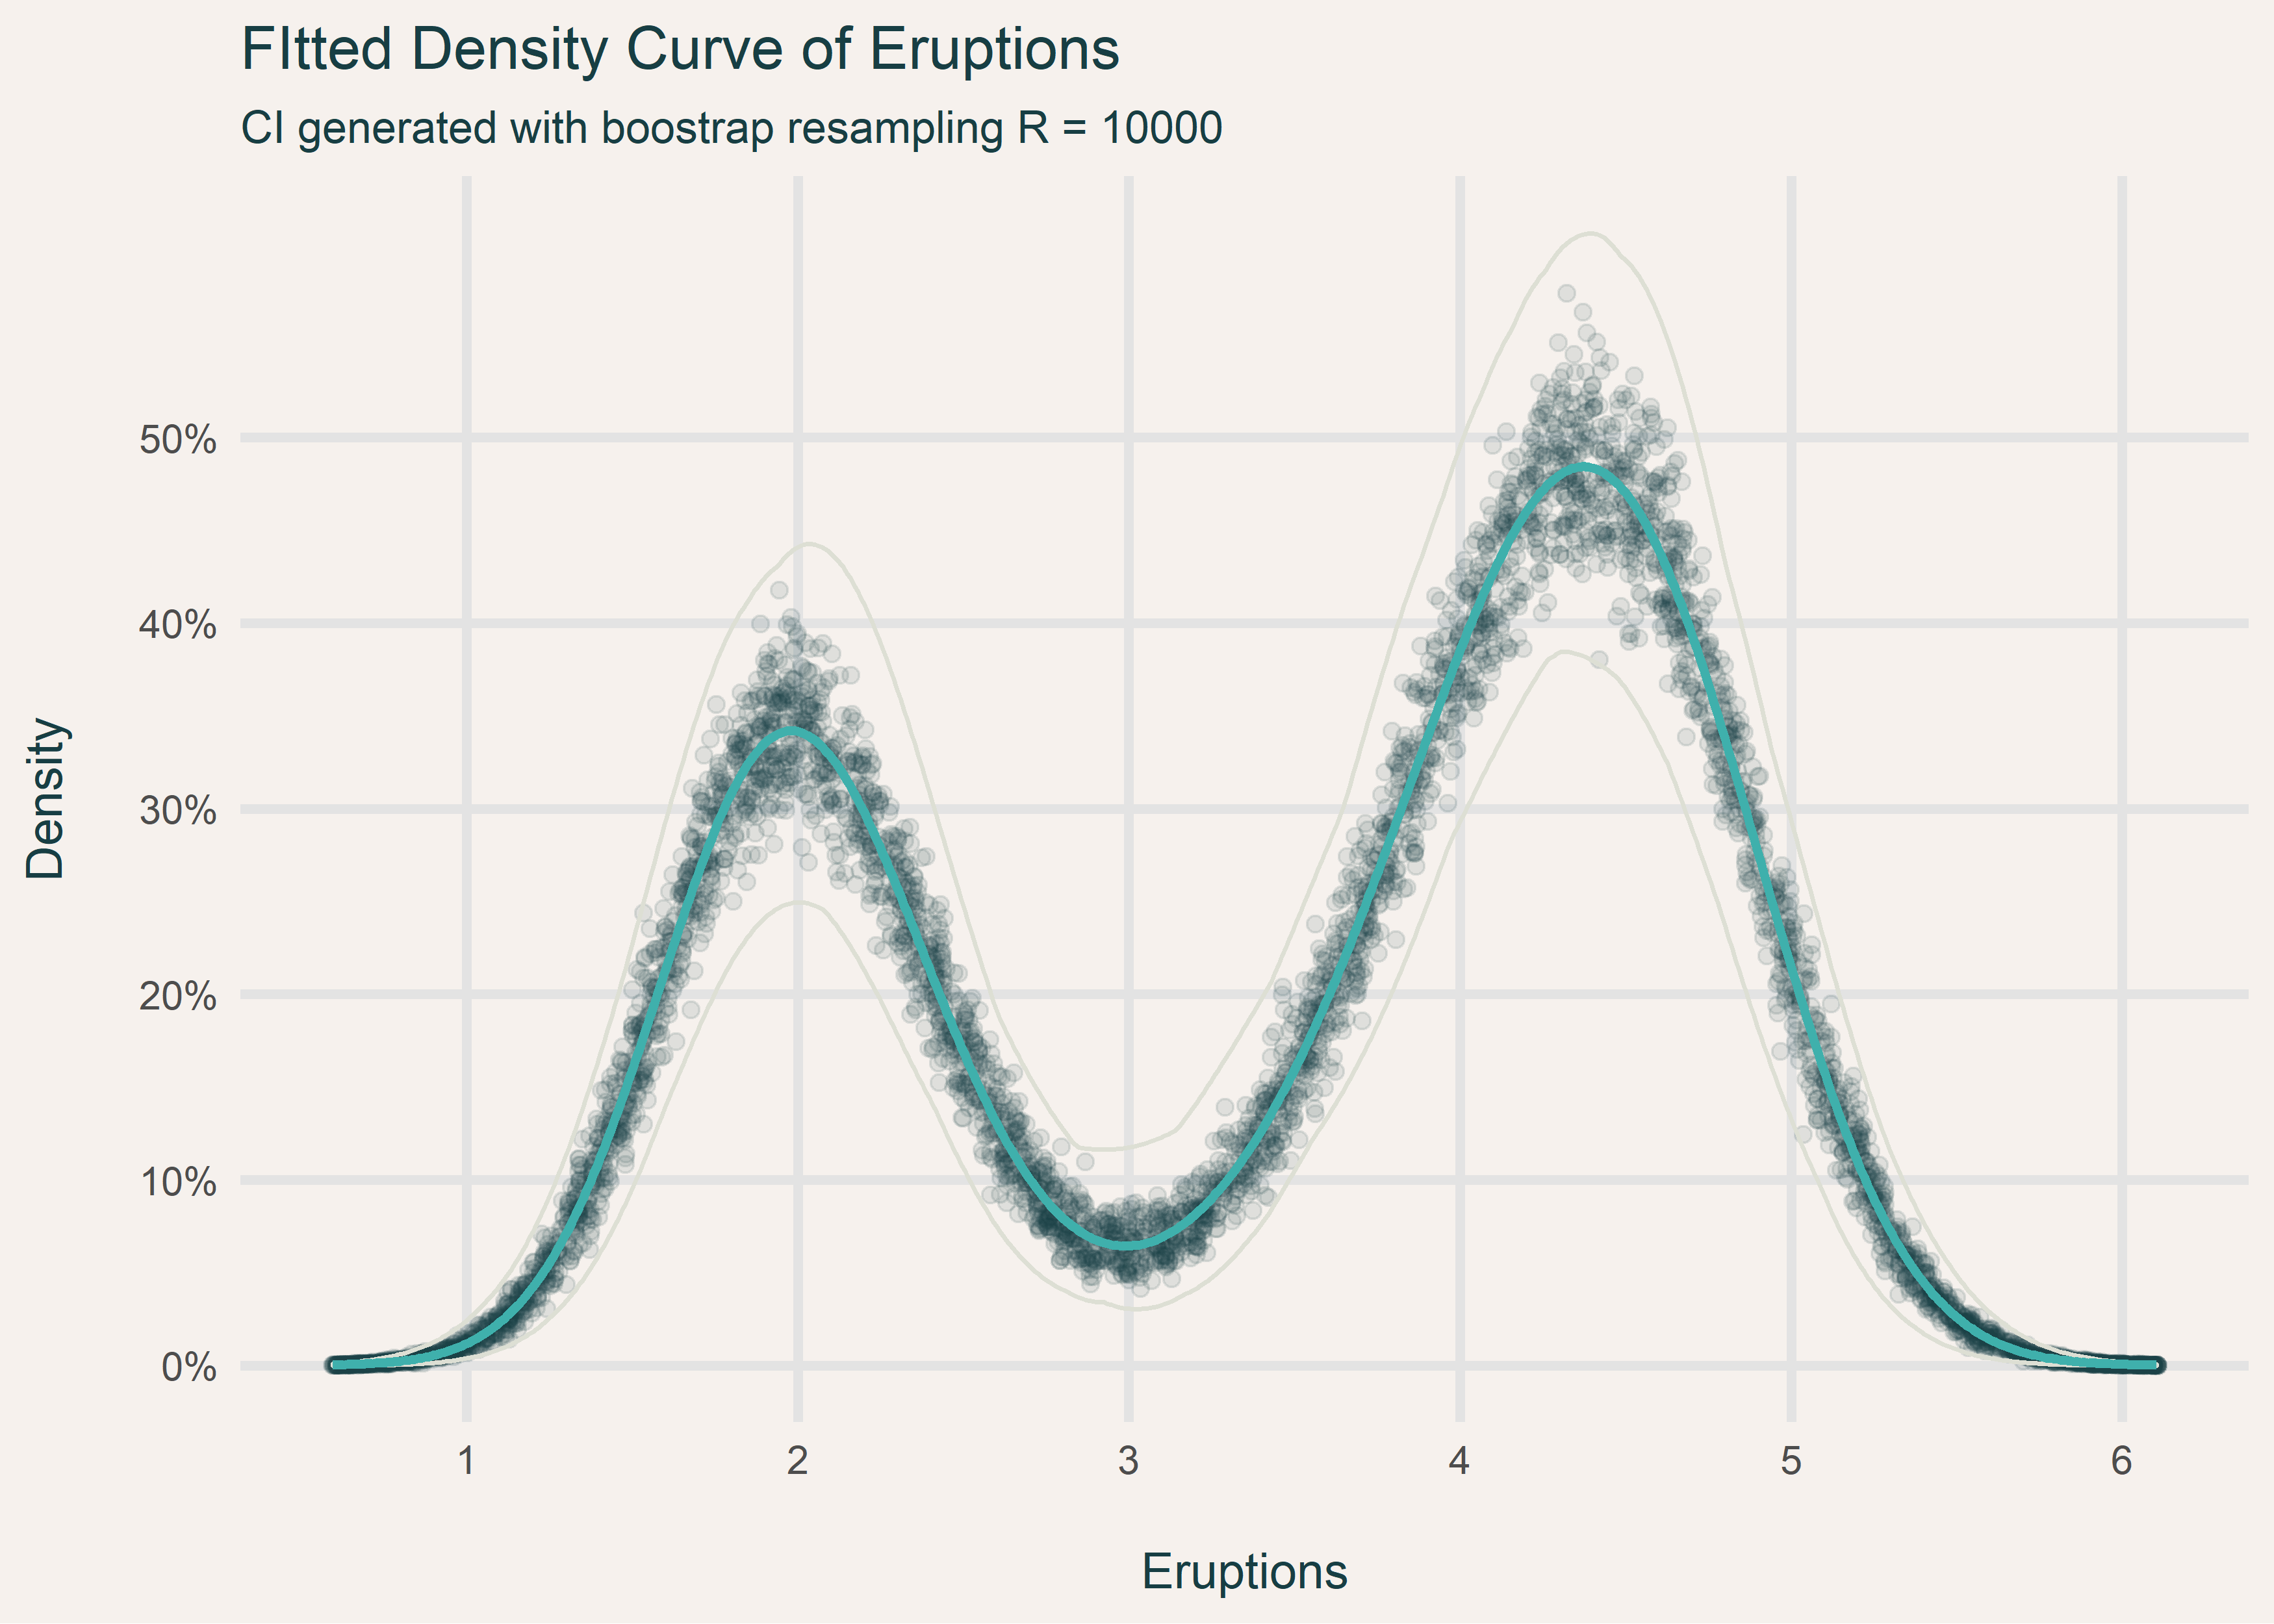 FItted Density Curve of Eruptions
CI generated with boostrap resampling R = 10000
Density
50%
40%
30%
20%
10%
0%
1 2 3 4 5 6
Eruptions